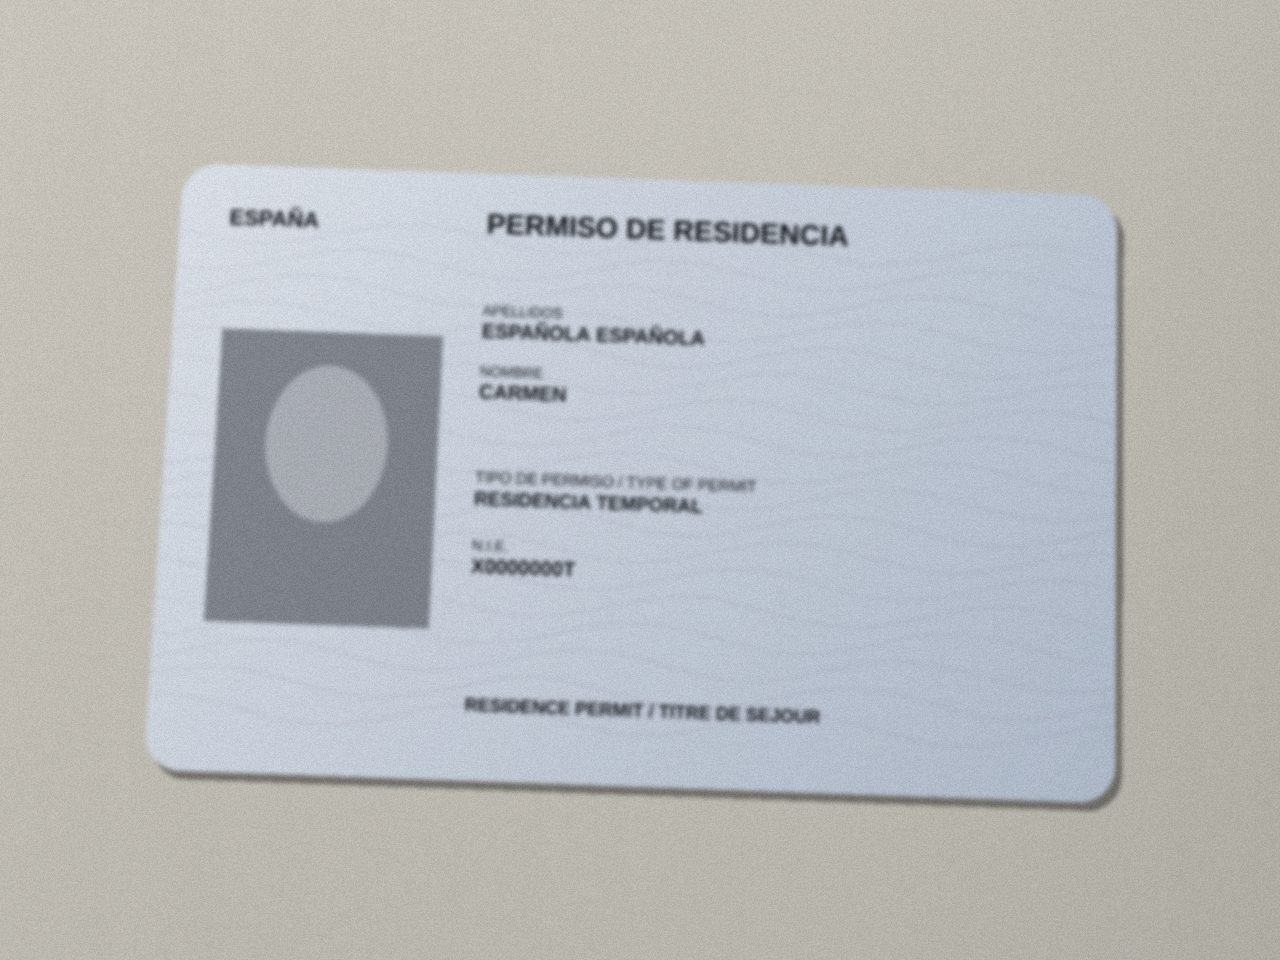 ESPAÑA
PERMISO DE RESIDENCIA
APELLIDOS
ESPAÑOLA ESPAÑOLA
NOMBRE
CARMEN
TIPO DE PERMISO / TYPE OF PERMIT
RESIDENCIA TEMPORAL
N.I.E.
X0000000T
RESIDENCE PERMIT / TITRE DE SEJOUR